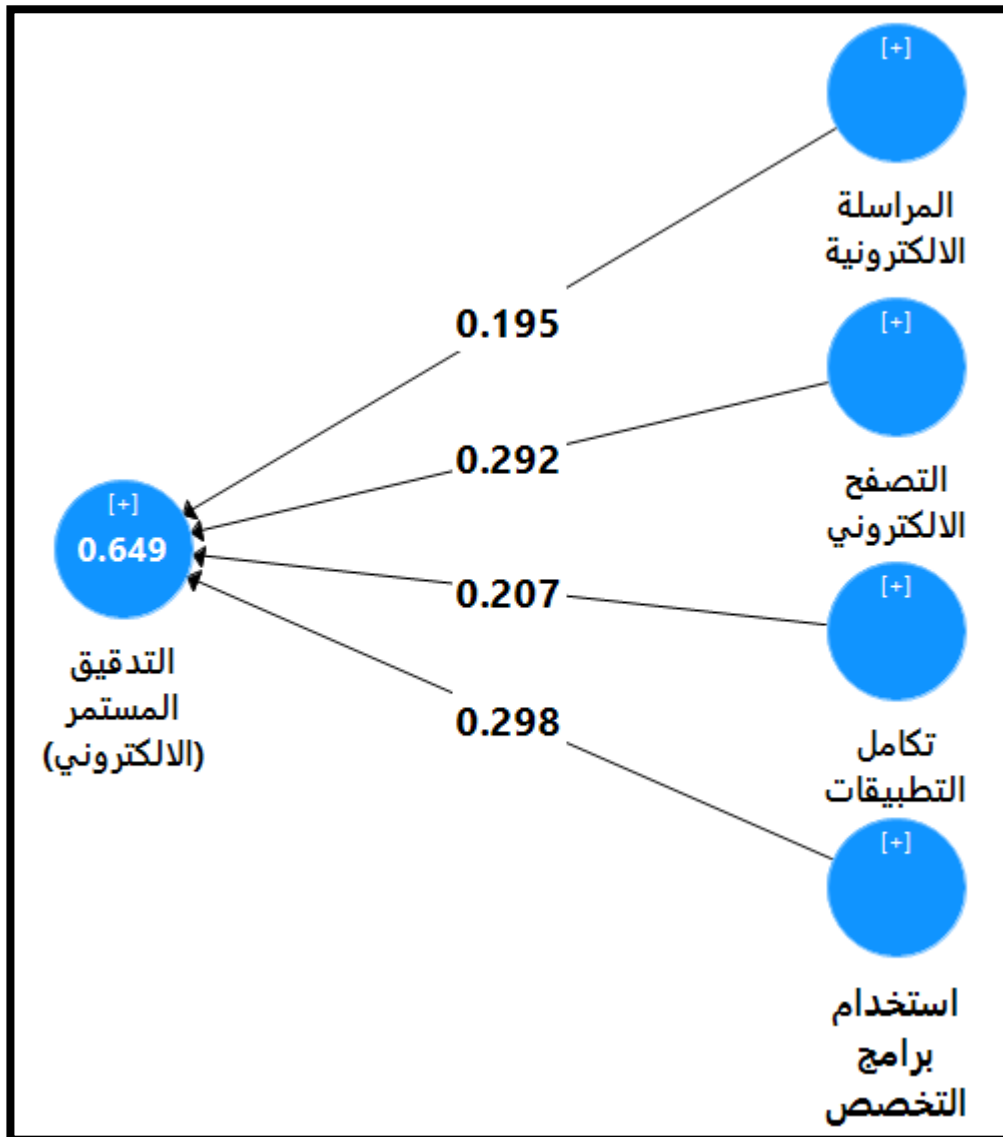 [+]
المراسلة
الالكترونية
0.195
[+]
التصفح
الالكتروني
0.292
[+]
0.649
التدقيق
المستمر
(الالكتروني)
[+]
تكامل
التطبيقات
0.207
0.298
[+]
استخدام
برامج
التخصص